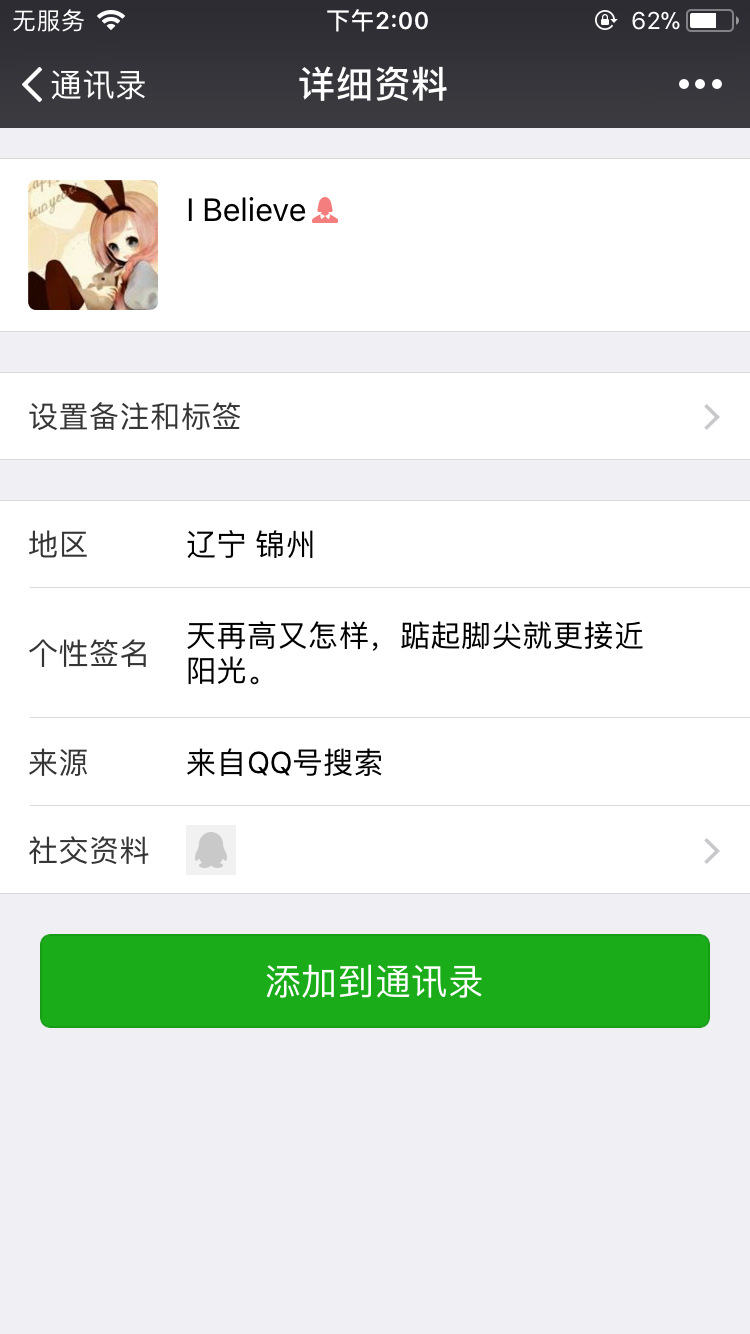 无服务 下午2:00 62%
通讯录 详细资料
I Believe
设置备注和标签
地区 辽宁 锦州
个性签名 天再高又怎样，踮起脚尖就更接近
阳光。
来源 来自QQ号搜索
社交资料
添加到通讯录